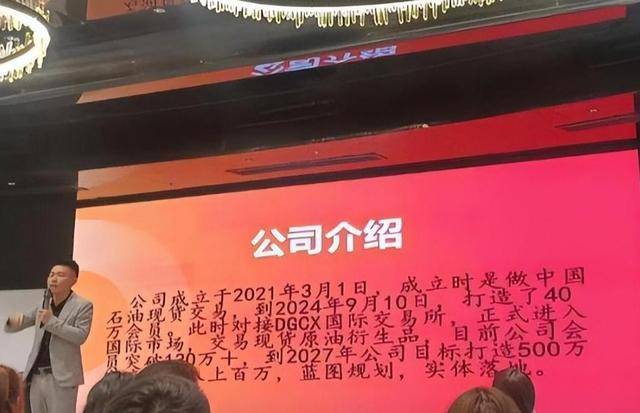 公司介绍
公司成立于2021年3月1日，成立时是做中国
石油现货交易，到2024年9月10日，打造了40
万会员。此时对接DGCX国际交易所，正式进入
国际市场，交易现货原油衍生品，目前公司会
员突破130万+，到2027年公司目标打造500万
上百万，蓝图规划，实体落地。